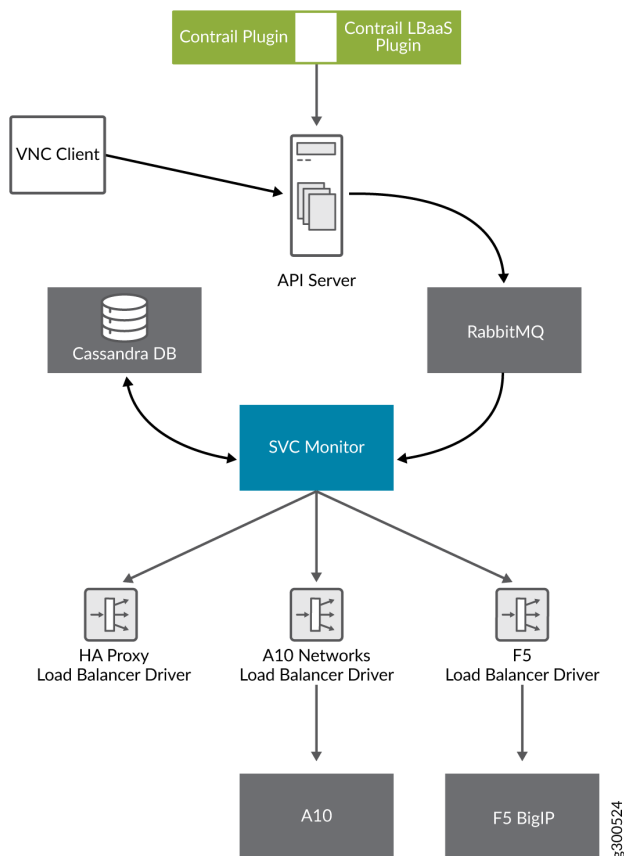 Contrail Plugin
Contrail LBaaS
Plugin
VNC Client
API Server
Cassandra DB
RabbitMQ
SVC Monitor
HA Proxy
Load Balancer Driver
A10 Networks
Load Balancer Driver
F5
Load Balancer Driver
A10
F5 BigIP
g300524